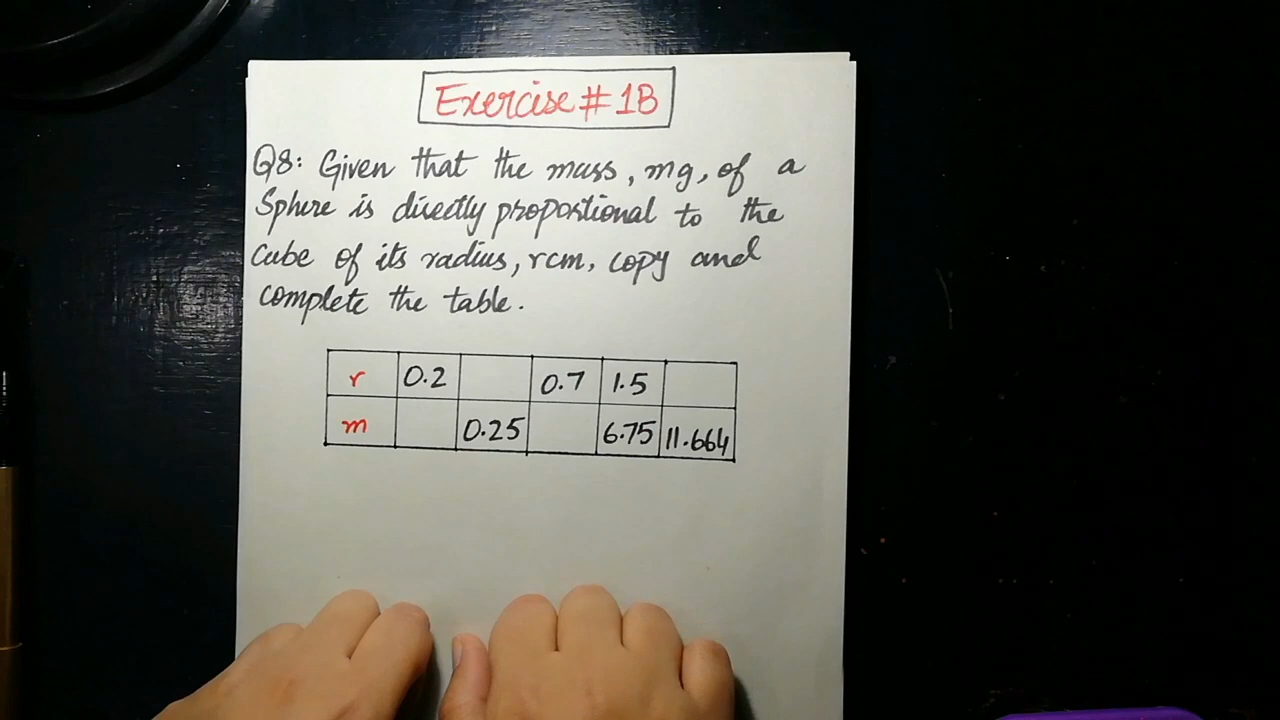 Exercise # 1B
Q8: Given that the mass, mg, of a
Sphere is directly proportional to the
cube of its radius, rcm, copy and
complete the table.
r 0.2 0.7 1.5
m 0.25 6.75 11.664